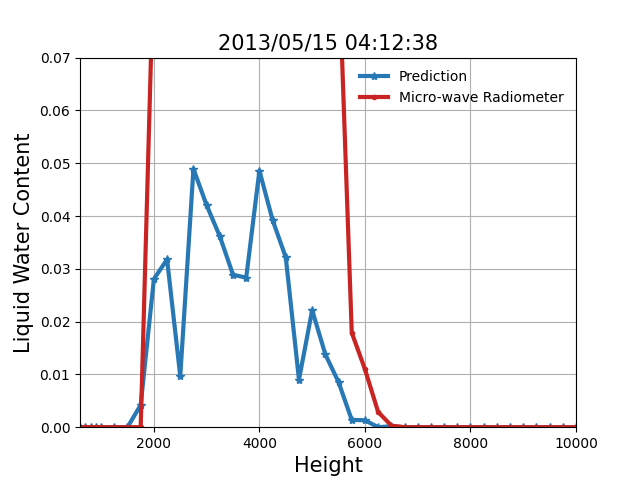 2013/05/15 04:12:38
Liquid Water Content
0.07
0.06
0.05
0.04
0.03
0.02
0.01
0.00
Prediction
Micro-wave Radiometer
2000 4000 6000 8000 10000
Height